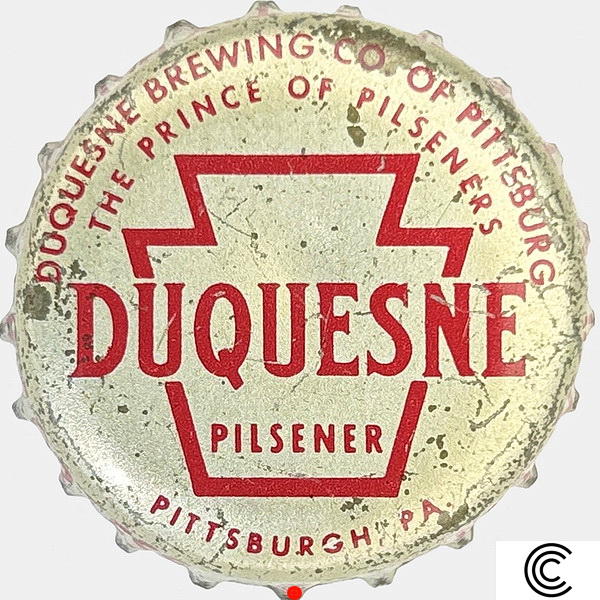 DUQUESNE BREWING CO. OF PITTSBURG
THE PRINCE OF PILSENERS
DUQUESNE
PILSENER
PITTSBURGH, PA.